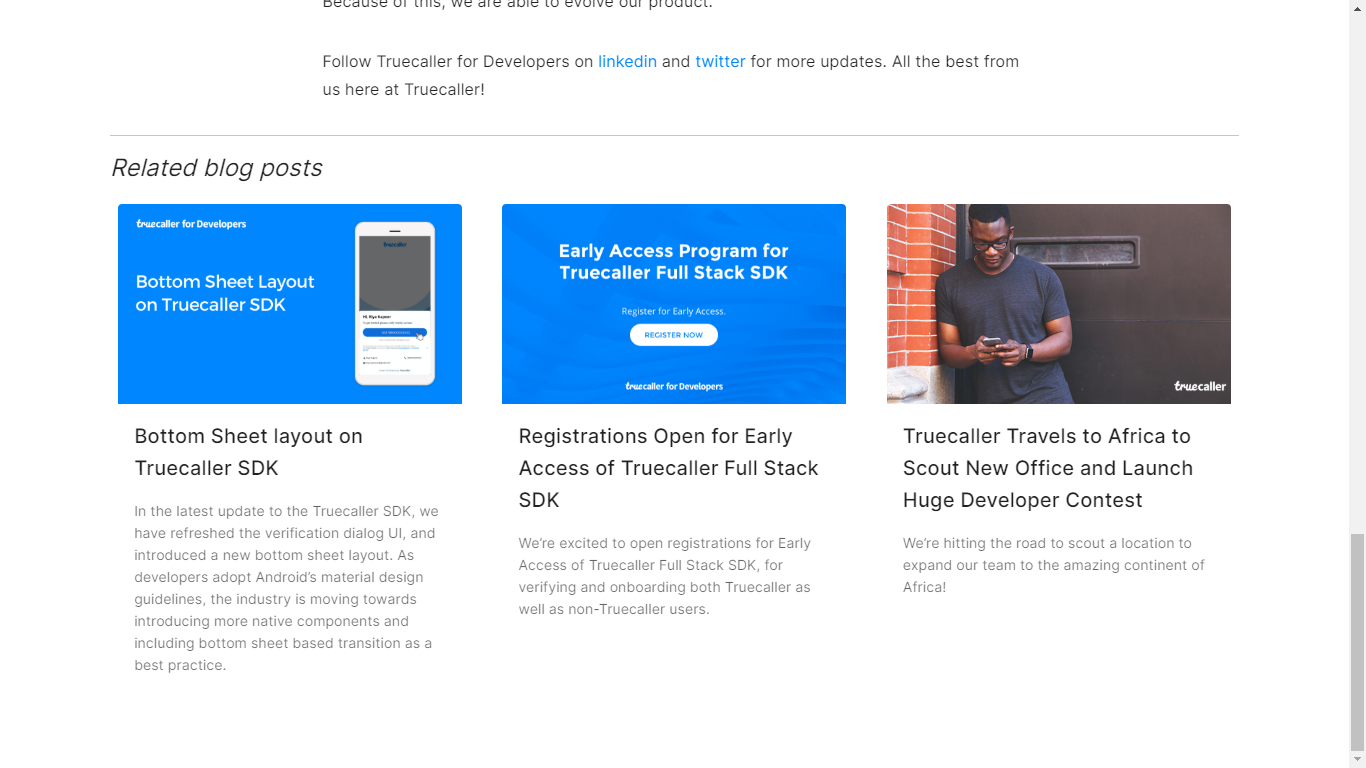 Because of this, we are able to evolve our product.
Follow Truecaller for Developers on linkedin and twitter for more updates. All the best from
us here at Truecaller!
Related blog posts
truecaller for Developers
Bottom Sheet Layout
on Truecaller SDK
truecaller
Hi, Riya Kapoor
Early Access Program for
Truecaller Full Stack SDK
Register for Early Access.
REGISTER NOW
truecaller for Developers
truecaller
Bottom Sheet layout on
Truecaller SDK
In the latest update to the Truecaller SDK, we
have refreshed the verification dialog UI, and
introduced a new bottom sheet layout. As
developers adopt Android’s material design
guidelines, the industry is moving towards
introducing more native components and
including bottom sheet based transition as a
best practice.
Registrations Open for Early
Access of Truecaller Full Stack
SDK
We’re excited to open registrations for Early
Access of Truecaller Full Stack SDK, for
verifying and onboarding both Truecaller as
well as non-Truecaller users.
Truecaller Travels to Africa to
Scout New Office and Launch
Huge Developer Contest
We’re hitting the road to scout a location to
expand our team to the amazing continent of
Africa!